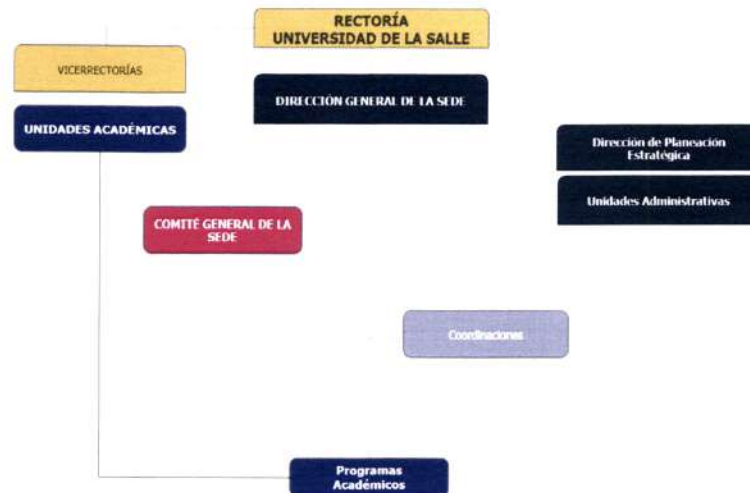 RECTORÍA
UNIVERSIDAD DE LA SALLE
VICERRECTORÍAS
DIRECCIÓN GENERAL DE LA SEDE
UNIDADES ACADÉMICAS
Dirección de Planeación
Estratégica
Unidades Administrativas
COMITÉ GENERAL DE LA
SEDE
Coordinaciones
Programas
Académicos